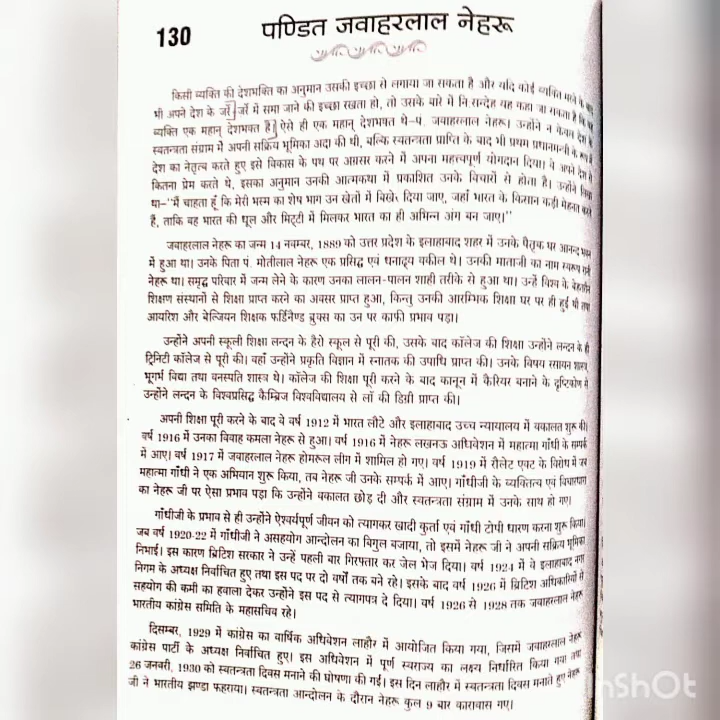 130
पण्डित जवाहरलाल नेहरू
किसी व्यक्ति की देशभक्ति का अनुमान उसकी इच्छा से लगाया जा सकता है और यदि कोई व्यक्ति मरने के बाद
भी अपने देश के जर्रे-जर्रे में समा जाने की इच्छा रखता हो, तो उसके बारे में नि:सन्देह यह कहा जा सकता है कि वह
व्यक्ति एक महान् देशभक्त है। ऐसे ही एक महान् देशभक्त थे–पं. जवाहरलाल नेहरू। उन्होंने न केवल देश के
स्वतन्त्रता संग्राम में अपनी सक्रिय भूमिका अदा की थी, बल्कि स्वतन्त्रता प्राप्ति के बाद भी प्रथम प्रधानमन्त्री के रूप में
देश का नेतृत्व करते हुए इसे विकास के पथ पर अग्रसर करने में अपना महत्त्वपूर्ण योगदान दिया। वे अपने देश से
कितना प्रेम करते थे, इसका अनुमान उनकी आत्मकथा में प्रकाशित उनके विचारों से होता है। उन्होंने लिखा
था–"मैं चाहता हूँ कि मेरी भस्म का शेष भाग उन खेतों में बिखेर दिया जाए, जहाँ भारत के किसान कड़ी मेहनत करते
हैं, ताकि वह भारत की धूल और मिट्टी में मिलकर भारत का ही अभिन्न अंग बन जाए।"
जवाहरलाल नेहरू का जन्म 14 नवम्बर, 1889 को उत्तर प्रदेश के इलाहाबाद शहर में उनके पैतृक घर आनन्द भवन
में हुआ था। उनके पिता पं. मोतीलाल नेहरू एक प्रसिद्ध एवं धनाढ्य वकील थे। उनकी माताजी का नाम स्वरूप रानी
नेहरू था। समृद्ध परिवार में जन्म लेने के कारण उनका लालन-पालन शाही तरीके से हुआ था। उन्हें विश्व के बेहतरीन
शिक्षण संस्थानों से शिक्षा प्राप्त करने का अवसर प्राप्त हुआ, किन्तु उनकी आरम्भिक शिक्षा घर पर ही हुई थी तथा
आयरिश और बेल्जियन शिक्षक फर्डिनैण्ड ब्रुक्स का उन पर काफी प्रभाव पड़ा।
उन्होंने अपनी स्कूली शिक्षा लन्दन के हैरो स्कूल से पूरी की, उसके बाद कॉलेज की शिक्षा उन्होंने लन्दन के ही
ट्रिनिटी कॉलेज से पूरी की। वहाँ उन्होंने प्रकृति विज्ञान में स्नातक की उपाधि प्राप्त की। उनके विषय रसायन शास्त्र,
भूगर्भ विद्या तथा वनस्पति शास्त्र थे। कॉलेज की शिक्षा पूरी करने के बाद कानून में कैरियर बनाने के दृष्टिकोण से
उन्होंने लन्दन के विश्वप्रसिद्ध कैम्ब्रिज विश्वविद्यालय से लॉ की डिग्री प्राप्त की।
अपनी शिक्षा पूरी करने के बाद वे वर्ष 1912 में भारत लौटे और इलाहाबाद उच्च न्यायालय में वकालत शुरू की।
वर्ष 1916 में उनका विवाह कमला नेहरू से हुआ। वर्ष 1916 में नेहरू लखनऊ अधिवेशन में महात्मा गाँधी के सम्पर्क
में आए। वर्ष 1917 में जवाहरलाल नेहरू होमरूल लीग में शामिल हो गए। वर्ष 1919 में रौलेट एक्ट के विरोध में जब
महात्मा गाँधी ने एक अभियान शुरू किया, तब नेहरू जी उनके सम्पर्क में आए। गाँधीजी के व्यक्तित्व एवं विचारधारा
का नेहरू जी पर ऐसा प्रभाव पड़ा कि उन्होंने वकालत छोड़ दी और स्वतन्त्रता संग्राम में उनके साथ हो गए।
गाँधीजी के प्रभाव से ही उन्होंने ऐश्वर्यपूर्ण जीवन को त्यागकर खादी कुर्ता एवं गाँधी टोपी धारण करना शुरू किया।
जब वर्ष 1920-22 में गाँधीजी ने असहयोग आन्दोलन का बिगुल बजाया, तो इसमें नेहरू जी ने अपनी सक्रिय भूमिका
निभाई। इस कारण ब्रिटिश सरकार ने उन्हें पहली बार गिरफ्तार कर जेल भेज दिया। वर्ष 1924 में वे इलाहाबाद नगर
निगम के अध्यक्ष निर्वाचित हुए तथा इस पद पर दो वर्षों तक बने रहे। इसके बाद वर्ष 1926 में ब्रिटिश अधिकारियों से
सहयोग की कमी का हवाला देकर उन्होंने इस पद से त्यागपत्र दे दिया। वर्ष 1926 से 1928 तक जवाहरलाल नेहरू
भारतीय कांग्रेस समिति के महासचिव रहे।
दिसम्बर, 1929 में कांग्रेस का वार्षिक अधिवेशन लाहौर में आयोजित किया गया, जिसमें जवाहरलाल नेहरू
कांग्रेस पार्टी के अध्यक्ष निर्वाचित हुए। इस अधिवेशन में पूर्ण स्वराज्य का लक्ष्य निर्धारित किया गया तथा
26 जनवरी, 1930 को स्वतन्त्रता दिवस मनाने की घोषणा की गई। इस दिन लाहौर में स्वतन्त्रता दिवस मनाते हुए नेहरू
जी ने भारतीय झण्डा फहराया। स्वतन्त्रता आन्दोलन के दौरान नेहरू कुल 9 बार कारावास गए।